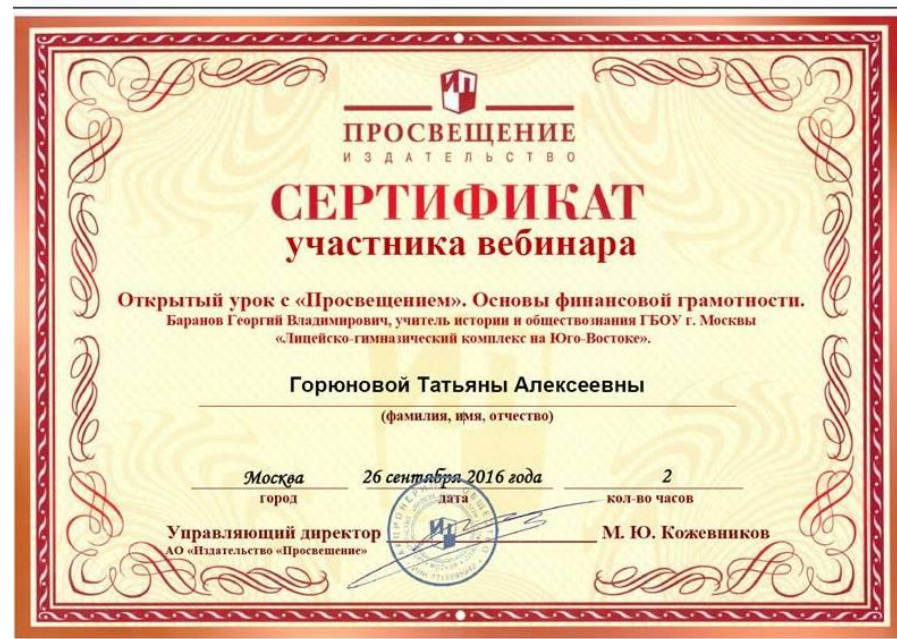 ИП
ПРОСВЕЩЕНИЕ
ИЗДАТЕЛЬСТВО
СЕРТИФИКАТ
участника вебинара
Открытый урок с «Просвещением». Основы финансовой грамотности.
Баранов Георгий Владимирович, учитель истории и обществознания ГБОУ г. Москвы
«Лицейско-гимназический комплекс на Юго-Востоке».
Горюновой Татьяны Алексеевны
(фамилия, имя, отчество)
Москва 26 сентября 2016 года 2
город дата кол-во часов
Управляющий директор М. Ю. Кожевников
АО «Издательство «Просвещение»